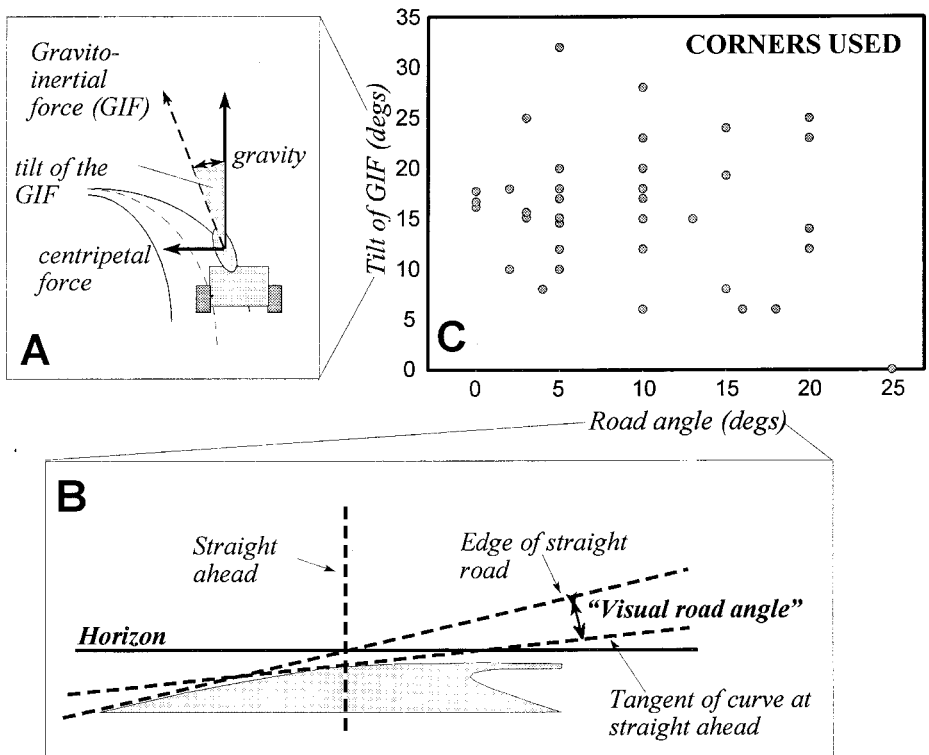 Gravito-
inertial
force (GIF)
gravity
tilt of the
GIF
centripetal
force
A
CORNERS USED
Tilt of GIF (degs)
35
30
25
20
15
10
5
0
C
0 5 10 15 20 25
Road angle (degs)
B
Straight
ahead
Edge of straight
road
“Visual road angle”
Horizon
Tangent of curve at
straight ahead